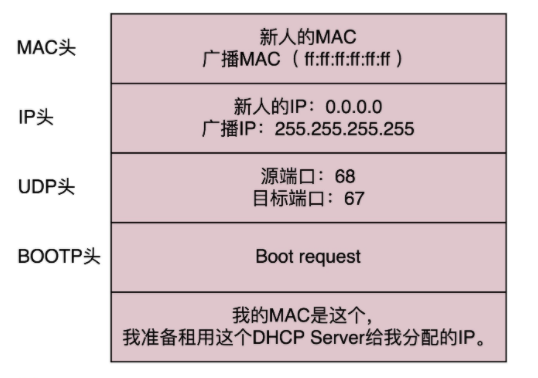 MAC头
新人的MAC
广播MAC（ff:ff:ff:ff:ff:ff）
IP头
新人的IP：0.0.0.0
广播IP：255.255.255.255
UDP头
源端口：68
目标端口：67
BOOTP头
Boot request
我的MAC是这个，
我准备租用这个DHCP Server给我分配的IP。